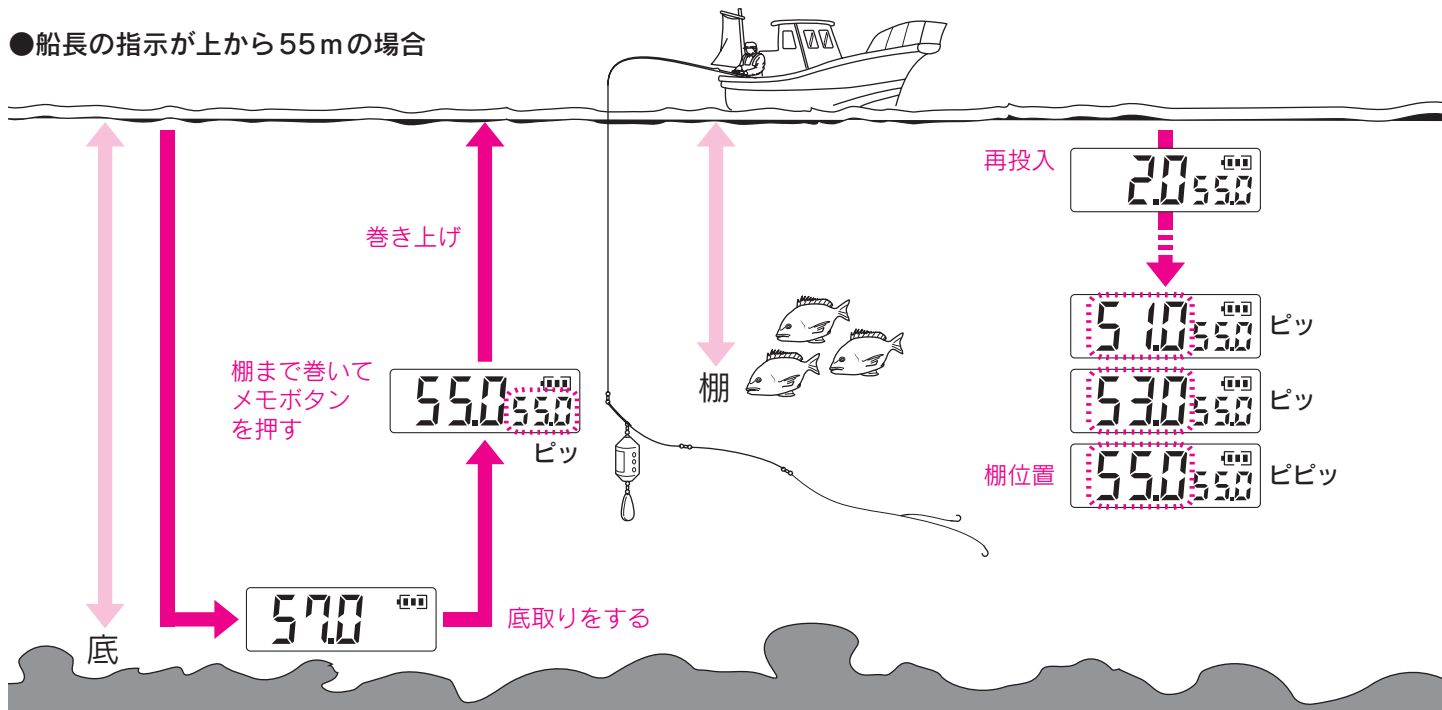 ●船長の指示が上から55mの場合
再投入
2.0 55.0
巻き上げ
51.0 55.0 ピッ
棚まで巻いて
メモボタン
を押す
55.0 55.0
ピッ
棚
53.0 55.0 ピッ
棚位置
55.0 55.0 ピピッ
57.0
底取りをする
底